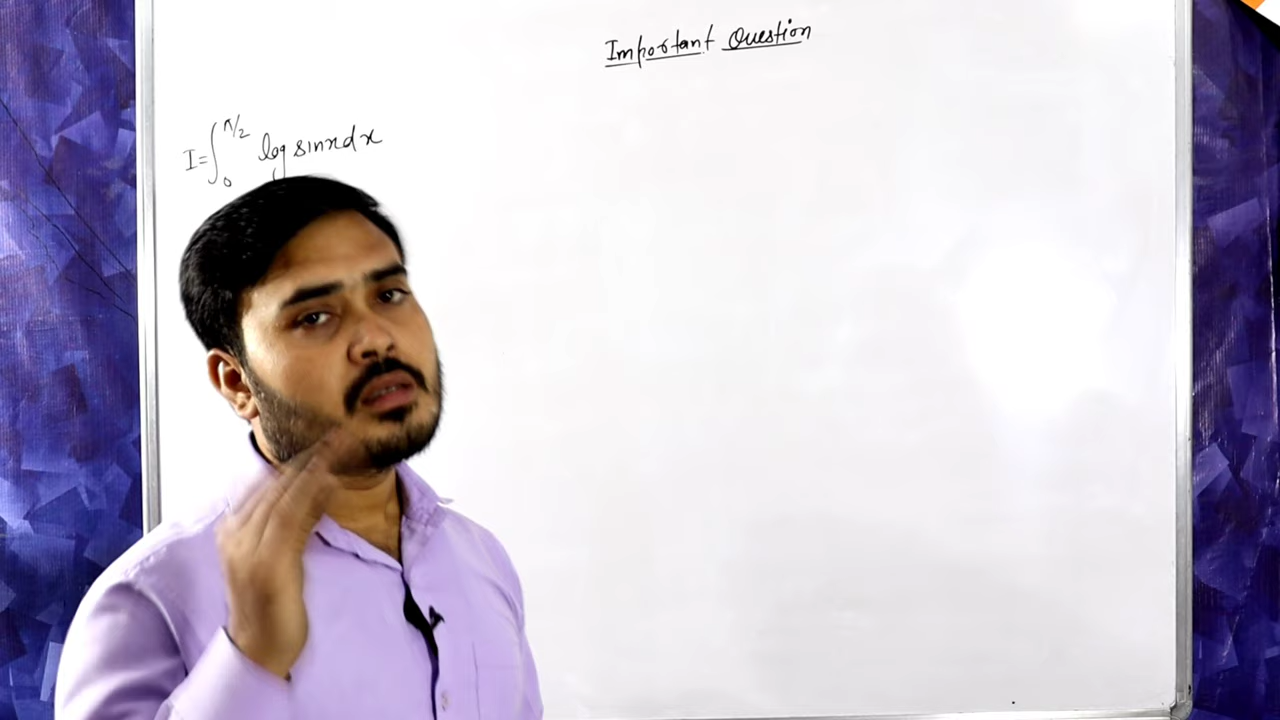 Important Question
I=∫₀^π/2 log sinx dx